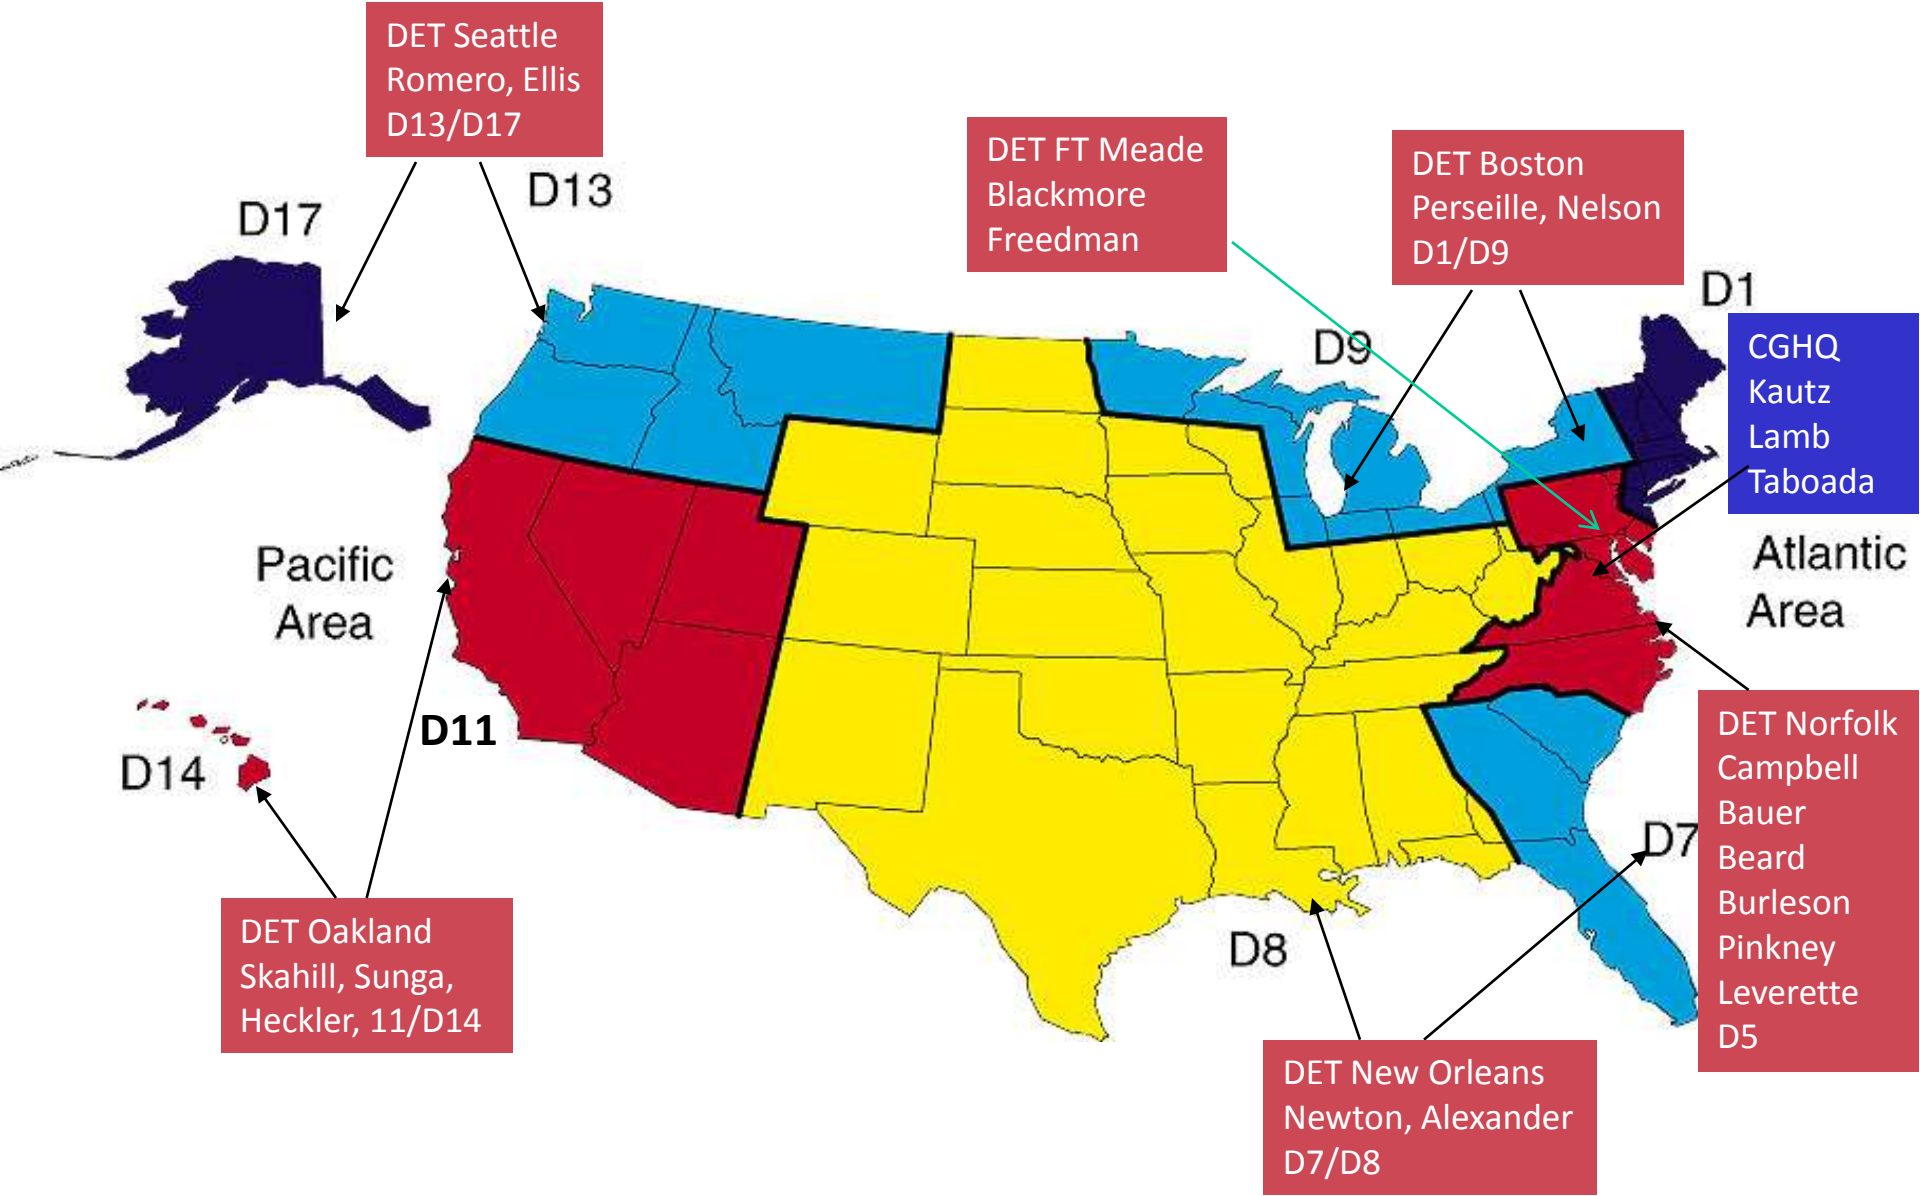 DET Seattle
Romero, Ellis
D13/D17
D13
D17
DET FT Meade
Blackmore
Freedman
DET Boston
Perseille, Nelson
D1/D9
D1
D9
CGHQ
Kautz
Lamb
Taboada
Pacific
Area
Atlantic
Area
D11
D14
DET Norfolk
Campbell
Bauer
Beard
Burleson
Pinkney
Leverette
D5
D7
D8
DET Oakland
Skahill, Sunga,
Heckler, 11/D14
DET New Orleans
Newton, Alexander
D7/D8